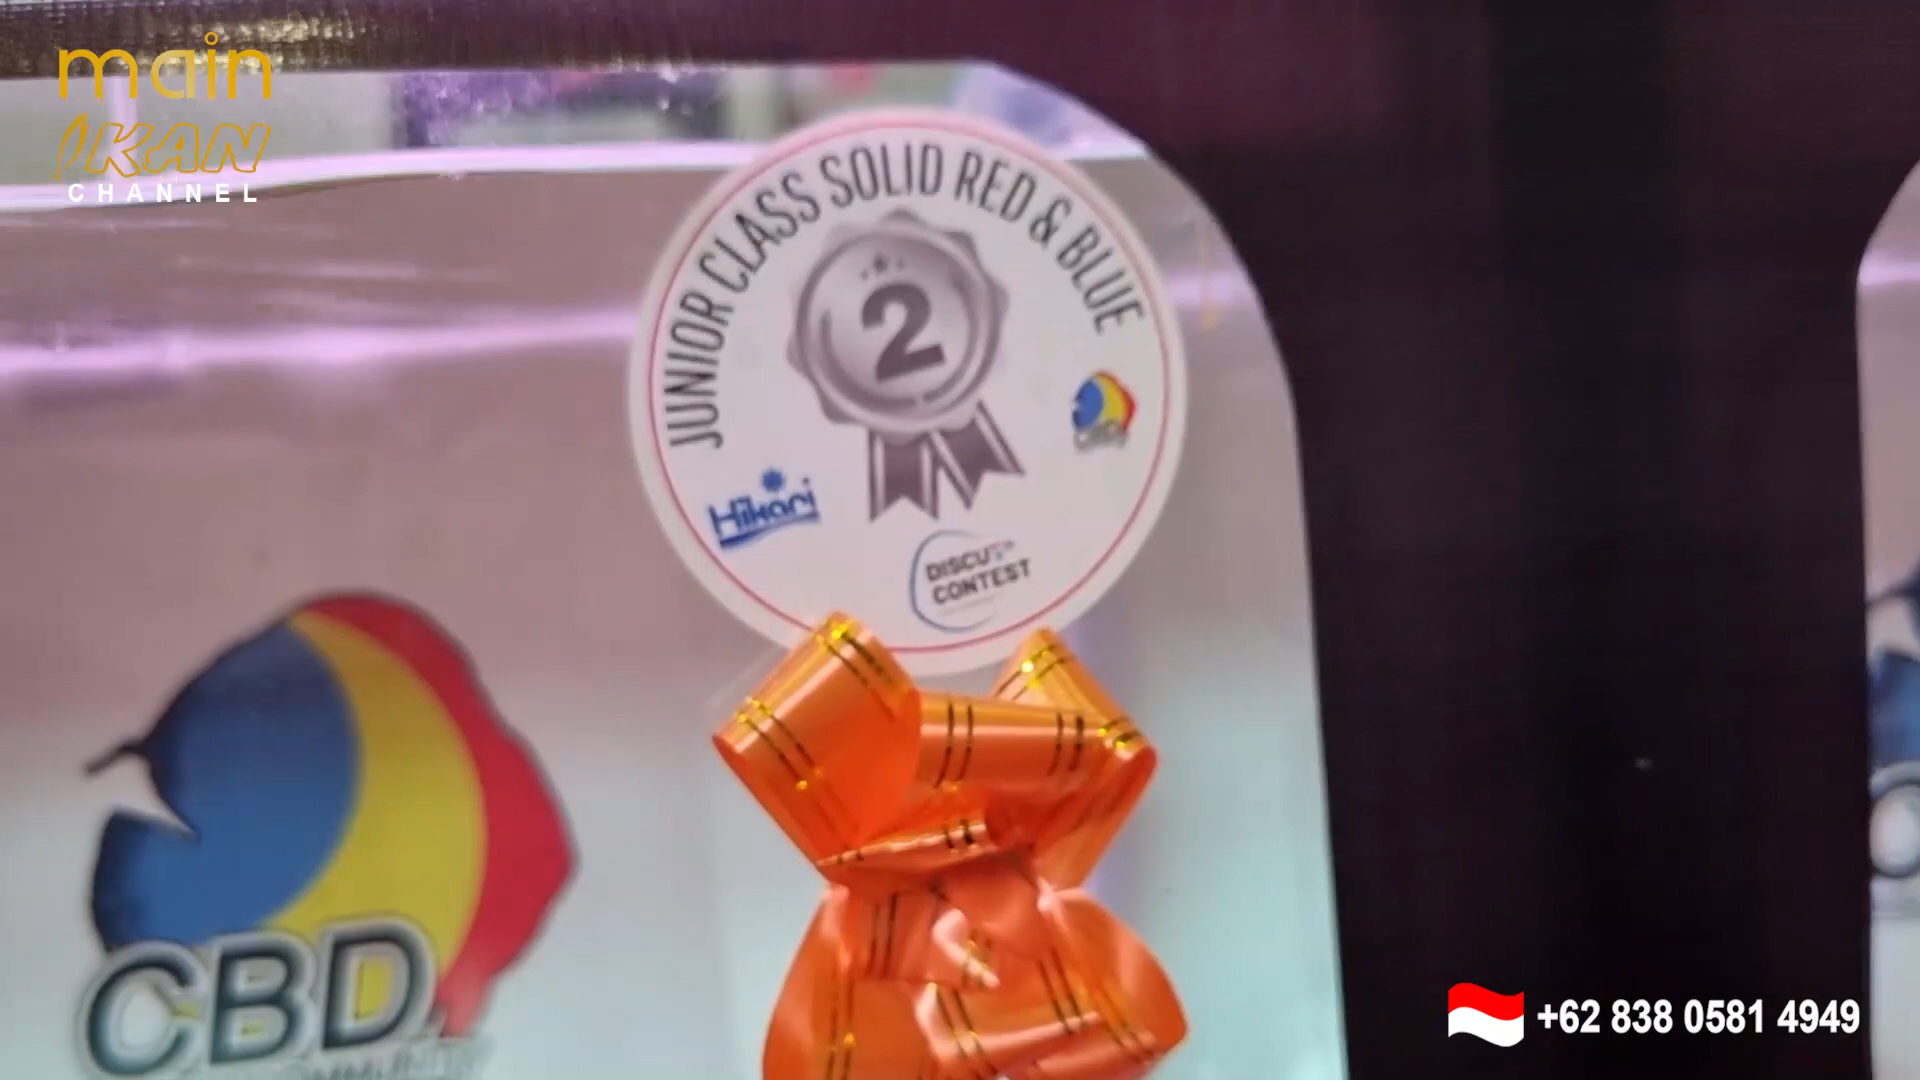 main
IKAN
CHANNEL
JUNIOR CLASS SOLID RED & BLUE
2
Hikari
DISCUS
CONTEST
CBD
+62 838 0581 4949